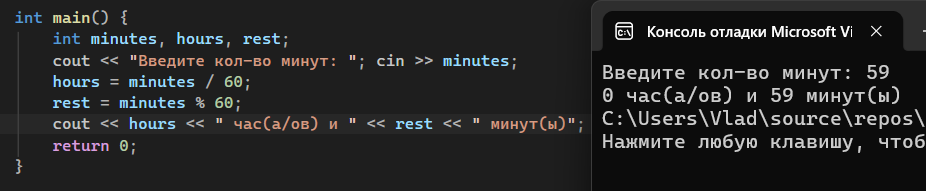 int main() {
int minutes, hours, rest;
cout << "Введите кол-во минут: "; cin >> minutes;
hours = minutes / 60;
rest = minutes % 60;
cout << hours << " час(а/ов) и " << rest << " минут(ы)";
return 0;
}
Консоль отладки Microsoft Vi
Введите кол-во минут: 59
0 час(а/ов) и 59 минут(ы)
C:\Users\Vlad\source\repos\
Нажмите любую клавишу, чтоб